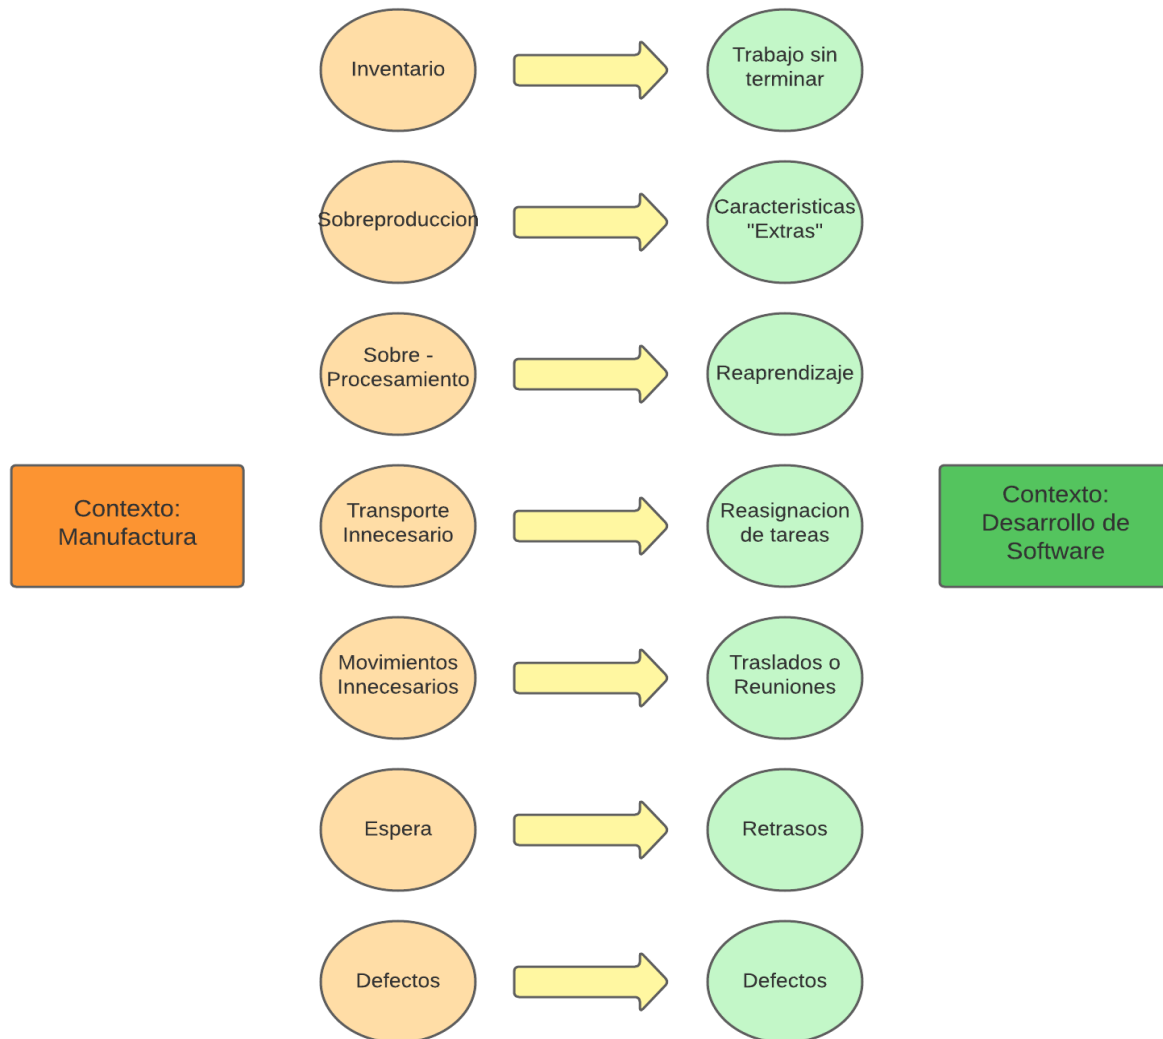 Inventario
Trabajo sin
terminar
Sobreproduccion
Caracteristicas
"Extras"
Sobre -
Procesamiento
Reaprendizaje
Contexto:
Manufactura
Transporte
Innecesario
Reasignacion
de tareas
Contexto:
Desarrollo de
Software
Movimientos
Innecesarios
Traslados o
Reuniones
Espera
Retrasos
Defectos
Defectos